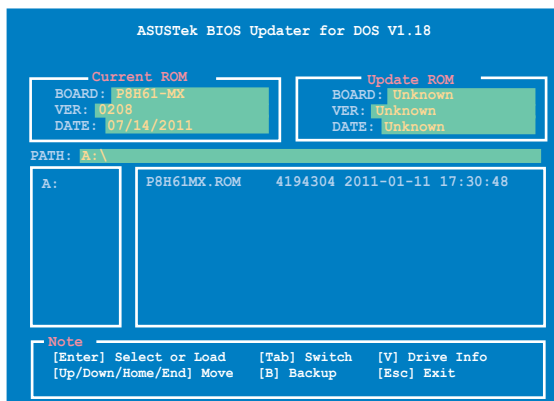 ASUSTek BIOS Updater for DOS V1.18
Current ROM
BOARD: P8H61-MX
VER: 0208
DATE: 07/14/2011
Update ROM
BOARD: Unknown
VER: Unknown
DATE: Unknown
PATH: A:\
A:
P8H61MX.ROM 4194304 2011-01-11 17:30:48
Note
[Enter] Select or Load [Tab] Switch [V] Drive Info
[Up/Down/Home/End] Move [B] Backup [Esc] Exit